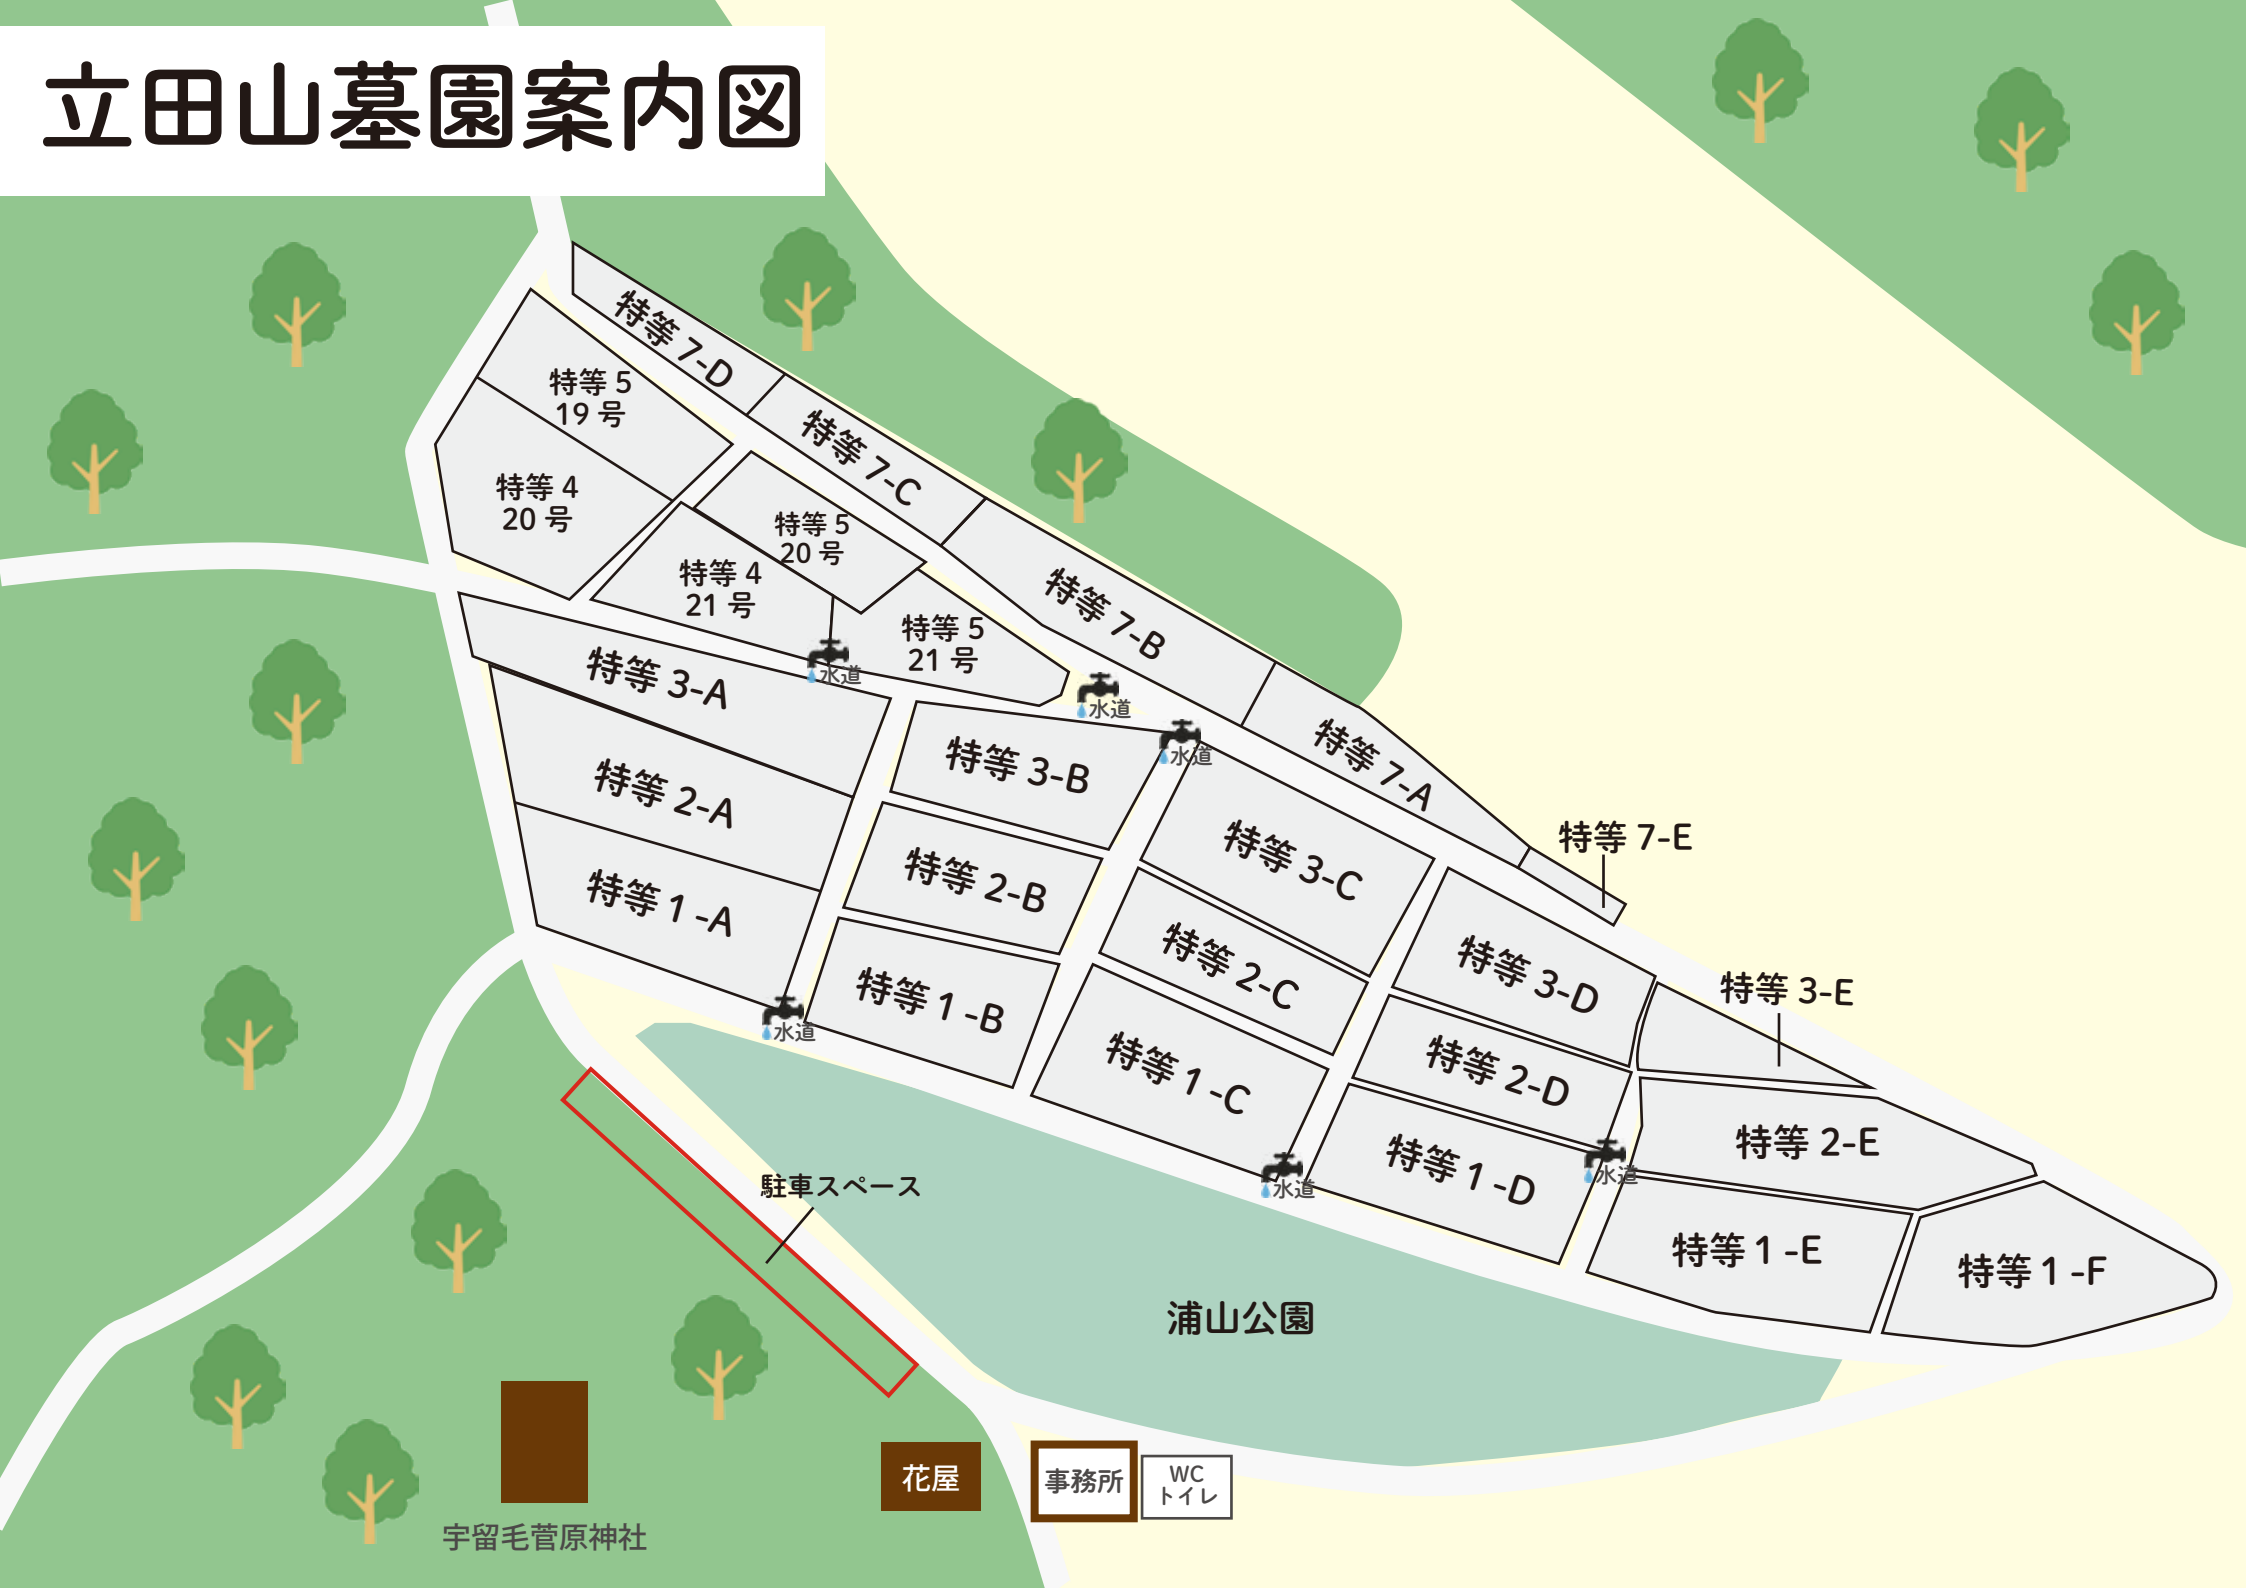 立田山墓園案内図
特等 7-D
特等 5
19 号
特等 7-C
特等 4
20 号
特等 5
20 号
特等 4
21 号
特等 5
21 号
特等 7-B
水道
水道
水道
特等 3-A
特等 3-B
特等 7-A
特等 2-A
特等 7-E
特等 3-C
特等 2-B
特等 1-A
特等 2-C
特等 3-D
特等 3-E
特等 1-B
水道
特等 1-C
特等 2-D
特等 2-E
水道
水道
特等 1-D
駐車スペース
特等 1-E
特等 1-F
浦山公園
花屋
事務所
WC
トイレ
宇留毛菅原神社